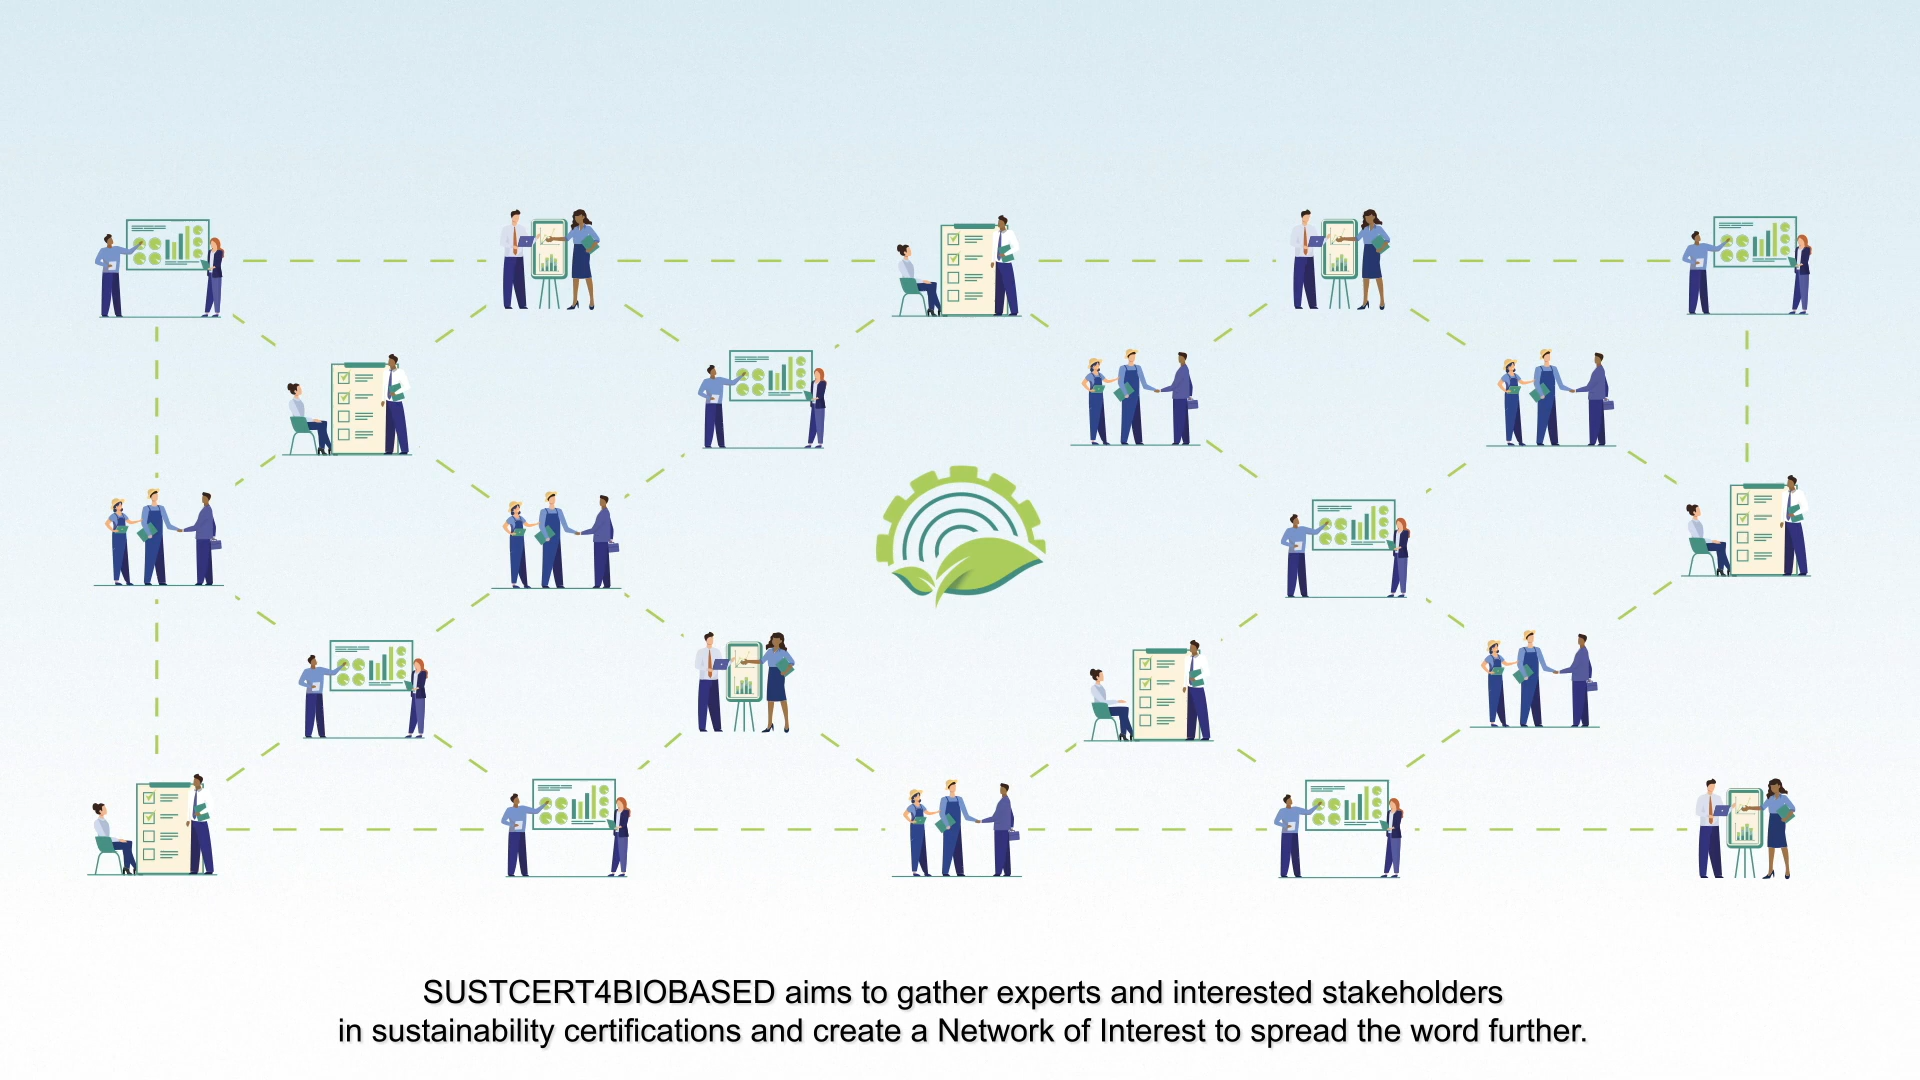 SUSTCERT4BIOBASED aims to gather experts and interested stakeholders
in sustainability certifications and create a Network of Interest to spread the word further.